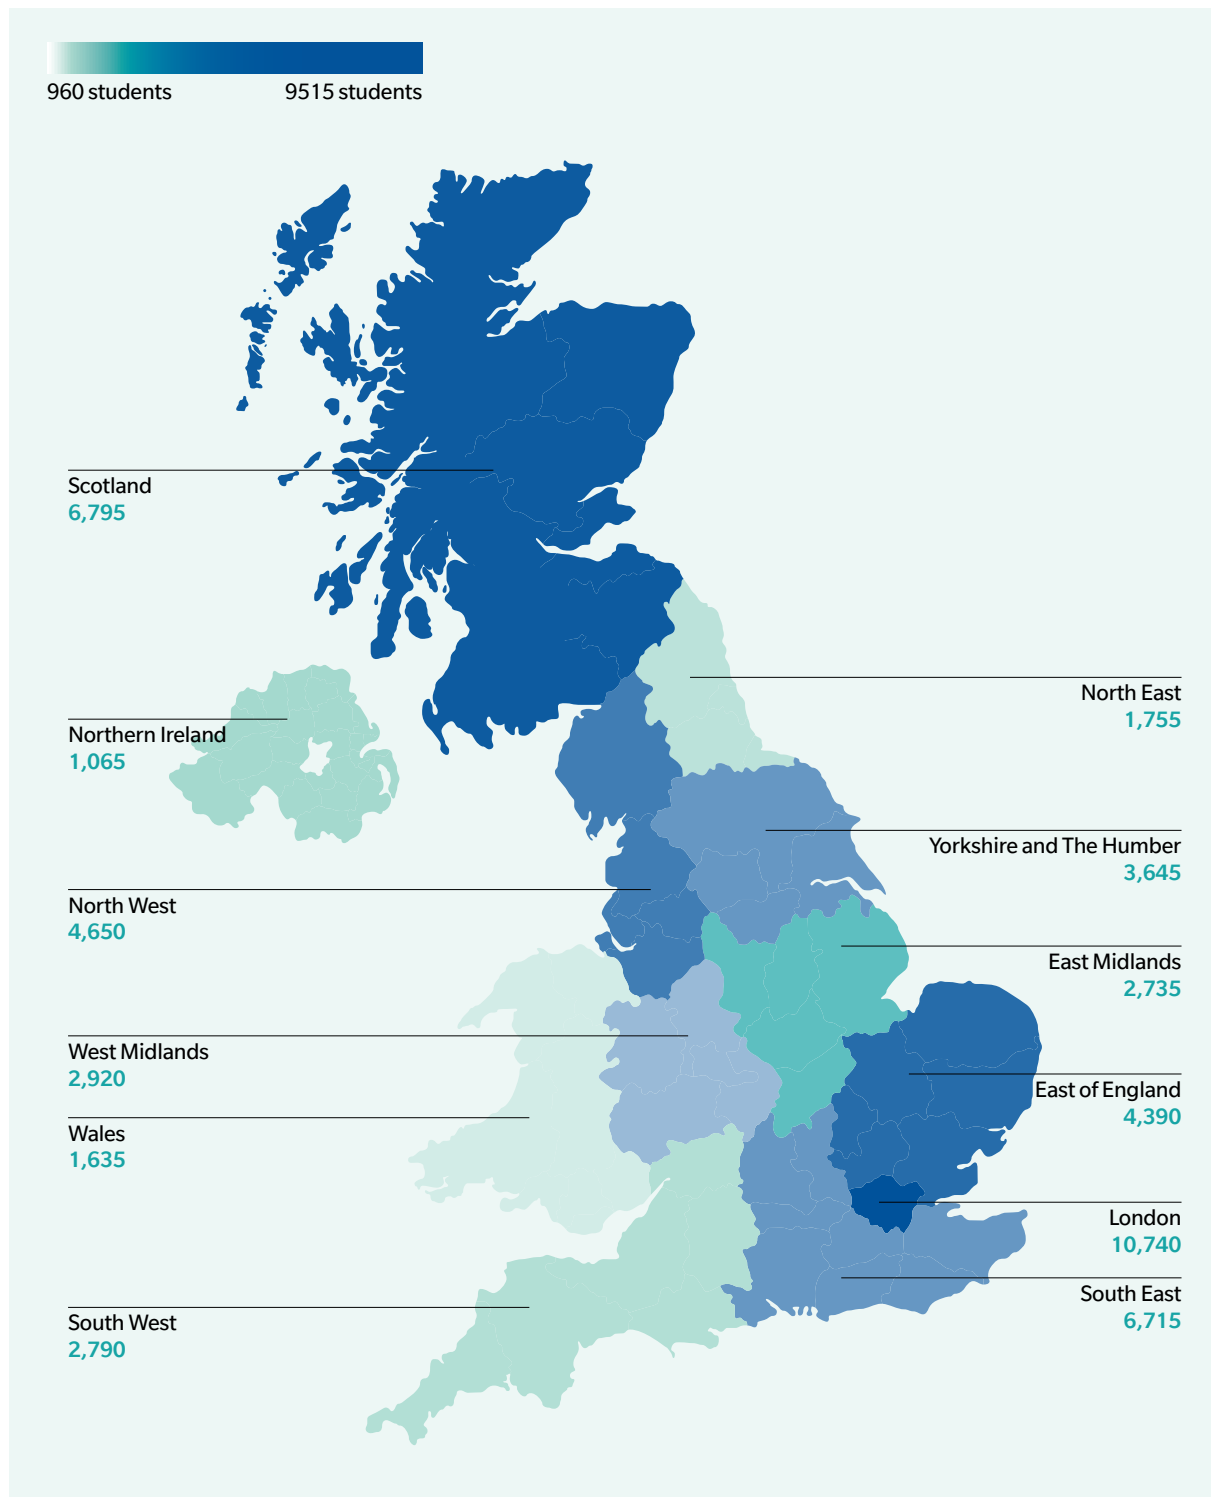 960 students
9515 students
Scotland
6,795
North East
1,755
Northern Ireland
1,065
Yorkshire and The Humber
3,645
North West
4,650
East Midlands
2,735
West Midlands
2,920
East of England
4,390
Wales
1,635
London
10,740
South East
6,715
South West
2,790